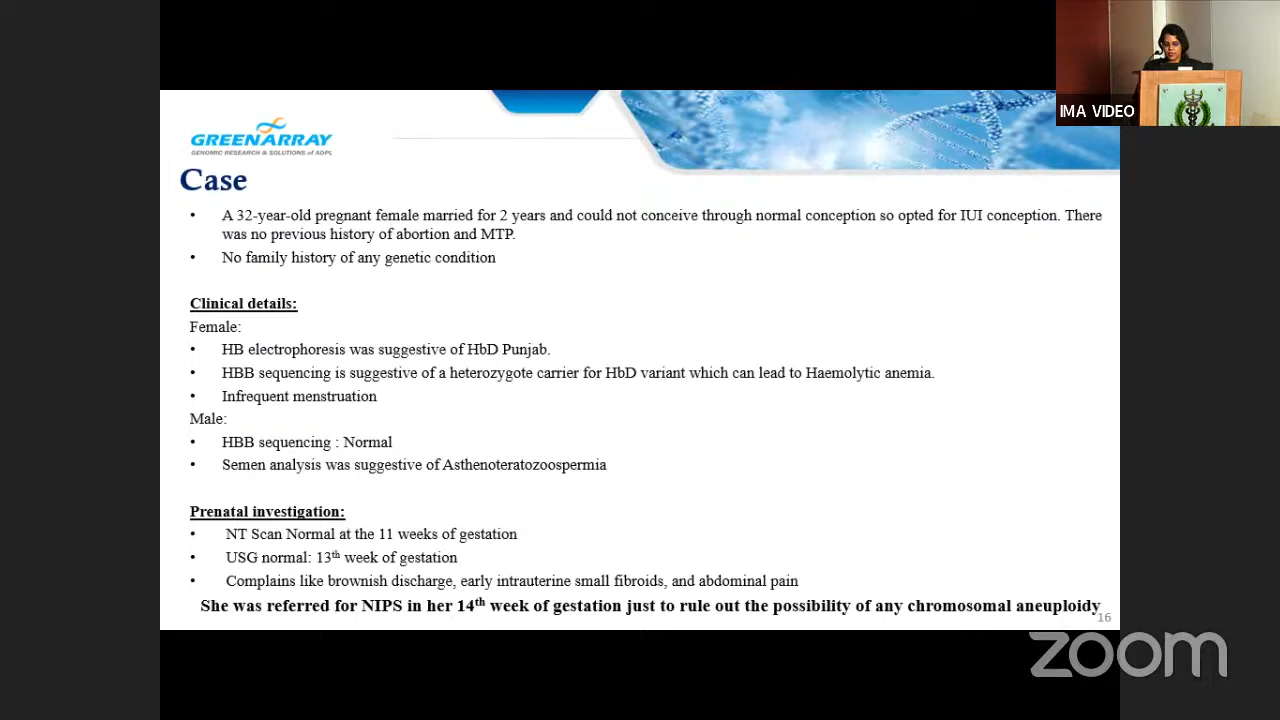 IMA VIDEO
GREENARRAY
GENOMIC RESEARCH & SOLUTIONS of ADPL
Case
• A 32-year-old pregnant female married for 2 years and could not conceive through normal conception so opted for IUI conception. There
was no previous history of abortion and MTP.
• No family history of any genetic condition
Clinical details:
Female:
• HB electrophoresis was suggestive of HbD Punjab.
• HBB sequencing is suggestive of a heterozygote carrier for HbD variant which can lead to Haemolytic anemia.
• Infrequent menstruation
Male:
• HBB sequencing : Normal
• Semen analysis was suggestive of Asthenoteratozoospermia
Prenatal investigation:
• NT Scan Normal at the 11 weeks of gestation
• USG normal: 13th week of gestation
• Complains like brownish discharge, early intrauterine small fibroids, and abdominal pain
She was referred for NIPS in her 14th week of gestation just to rule out the possibility of any chromosomal aneuploidy
16
zoom